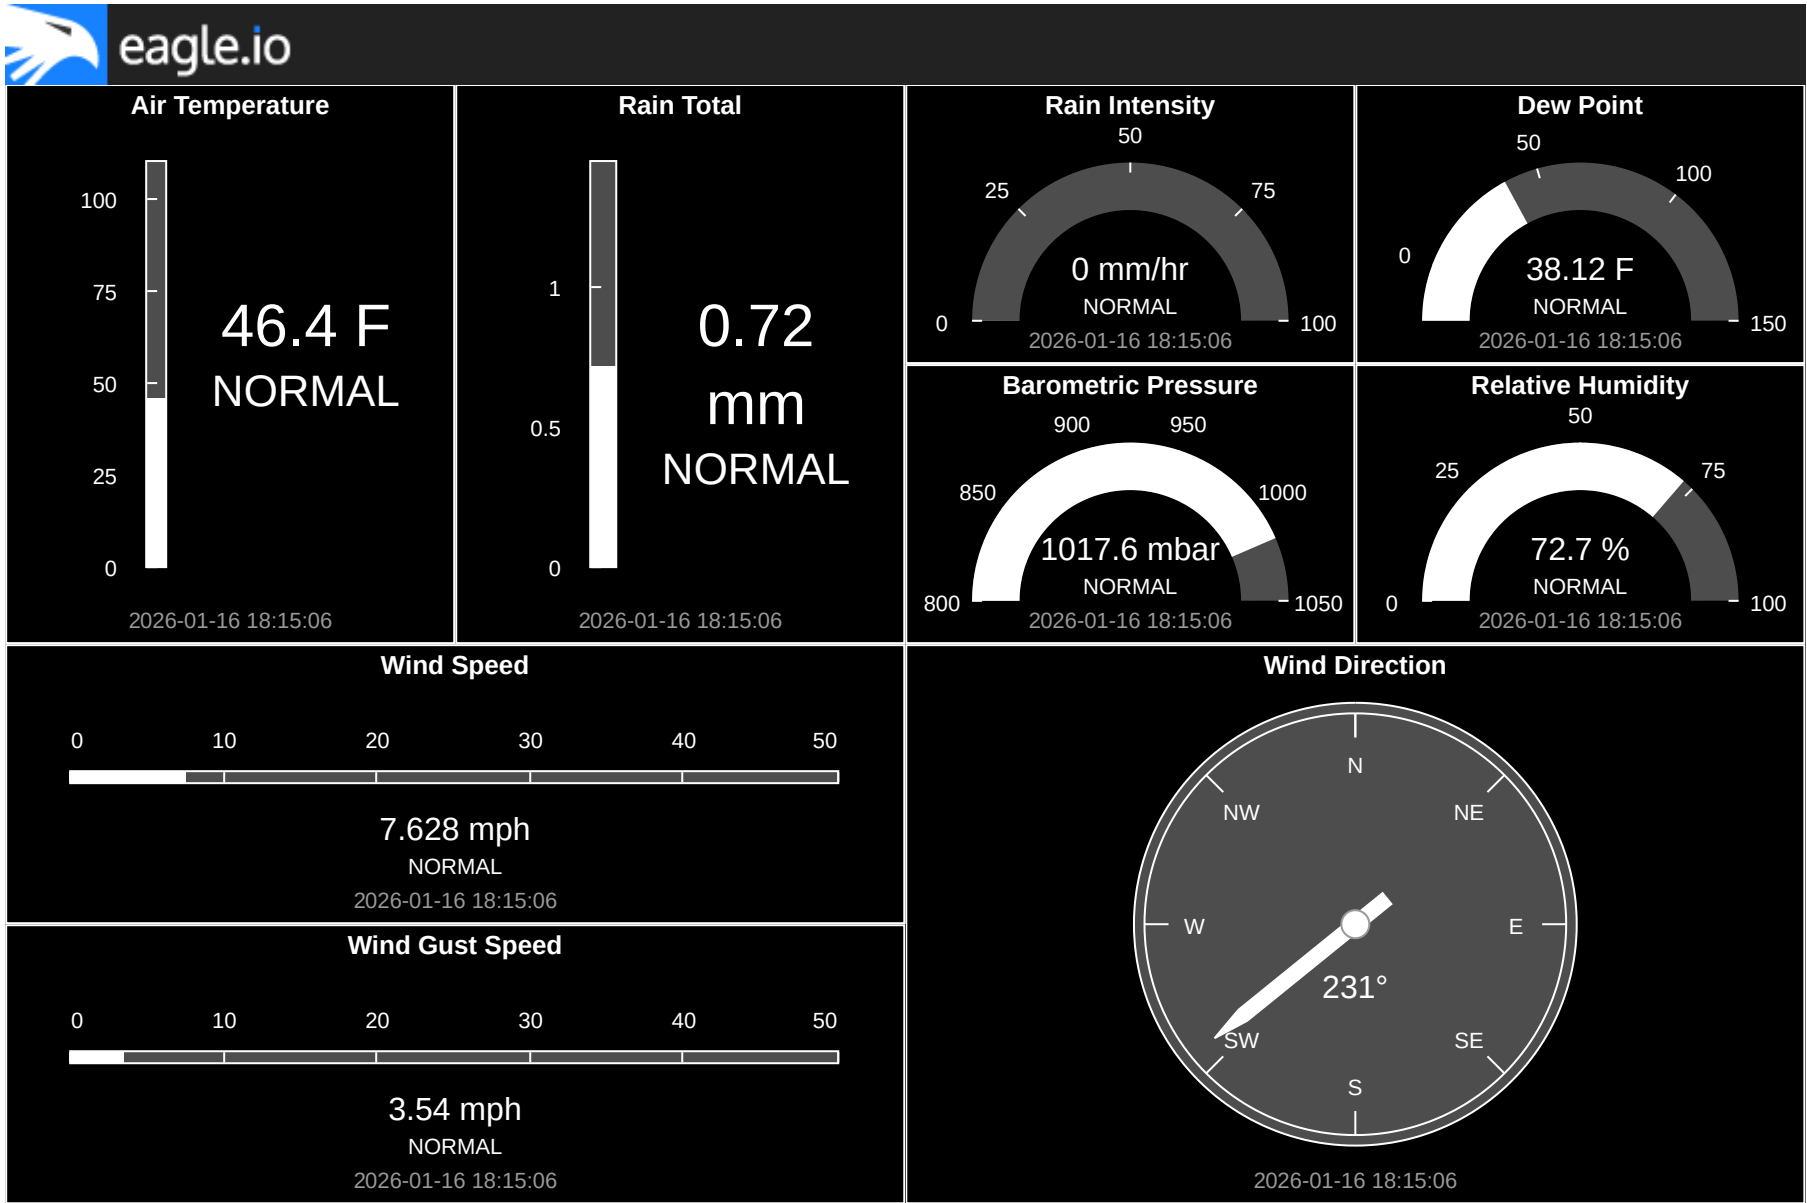 eagle.io
Air Temperature
100
75
50
25
0
46.4 F
NORMAL
2026-01-16 18:15:06
Rain Total
1
0.5
0
0.72
mm
NORMAL
2026-01-16 18:15:06
Rain Intensity
0
25
50
75
100
0 mm/hr
NORMAL
2026-01-16 18:15:06
Dew Point
0
50
100
150
38.12 F
NORMAL
2026-01-16 18:15:06
Barometric Pressure
800
850
900
950
1000
1050
1017.6 mbar
NORMAL
2026-01-16 18:15:06
Relative Humidity
0
25
50
75
100
72.7 %
NORMAL
2026-01-16 18:15:06
Wind Speed
0 10 20 30 40 50
7.628 mph
NORMAL
2026-01-16 18:15:06
Wind Gust Speed
0 10 20 30 40 50
3.54 mph
NORMAL
2026-01-16 18:15:06
Wind Direction
N
NW NE
W E
231°
SW SE
S
2026-01-16 18:15:06